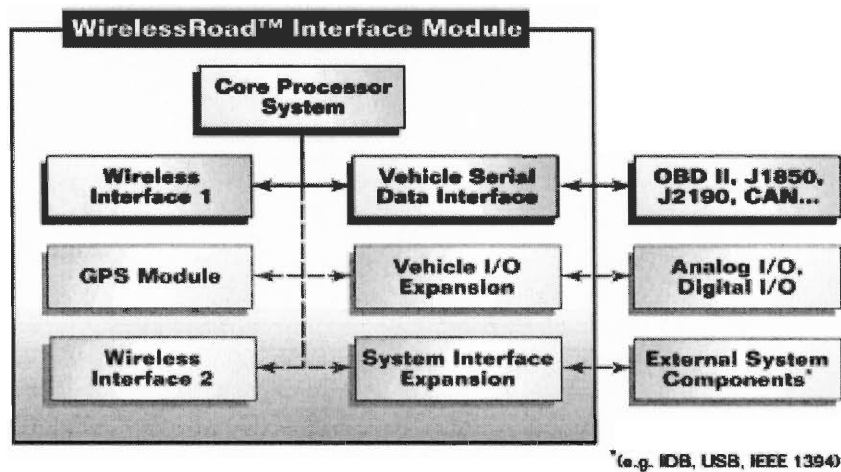 WirelessRoad™ Interface Module
Core Processor
System
Wireless
Interface 1
Vehicle Serial
Data Interface
OBD II, J1850,
J2190, CAN...
GPS Module
Vehicle I/O
Expansion
Analog I/O,
Digital I/O
Wireless
Interface 2
System Interface
Expansion
External System
Components*
*(e.g. IDB, USB, IEEE 1394)